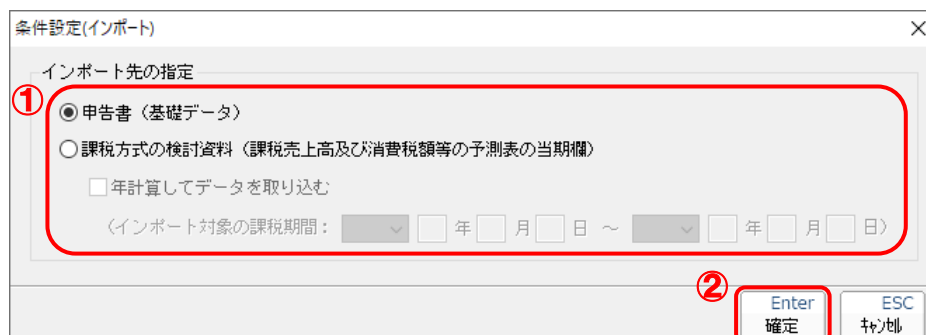 条件設定(インポート)
インポート先の指定
①
申告書（基礎データ）
課税方式の検討資料（課税売上高及び消費税額等の予測表の当期欄）
年計算してデータを取り込む
（インポート対象の課税期間： 年 月 日 ～ 年 月 日）
②
Enter ESC
確定 ｷｬﾝｾﾙ